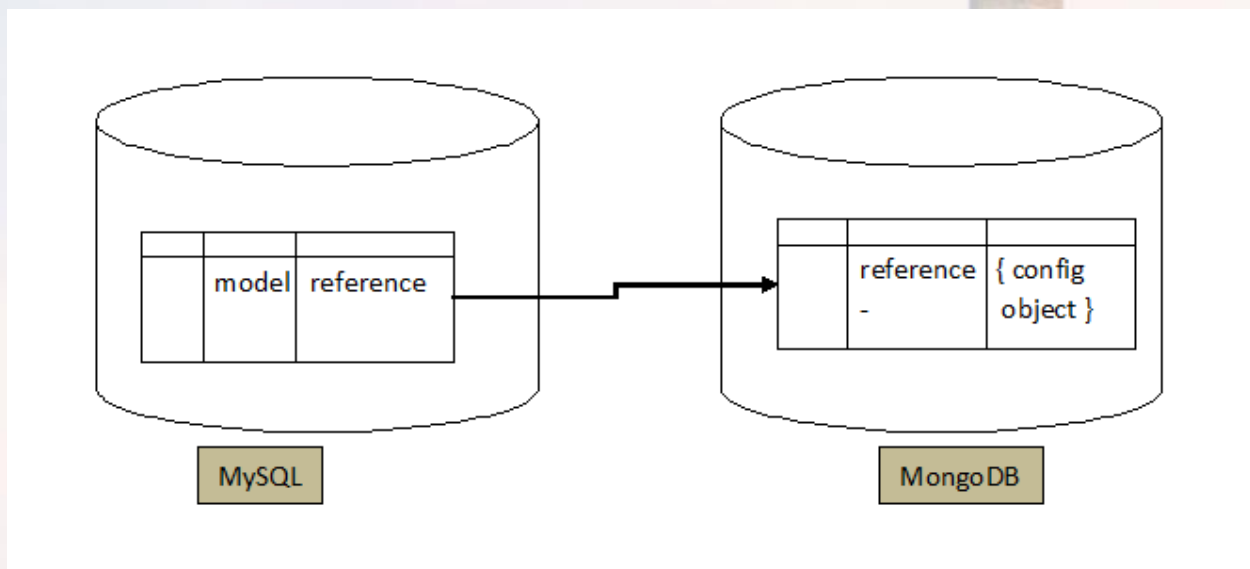 model reference
reference { config
- object }
MySQL
MongoDB